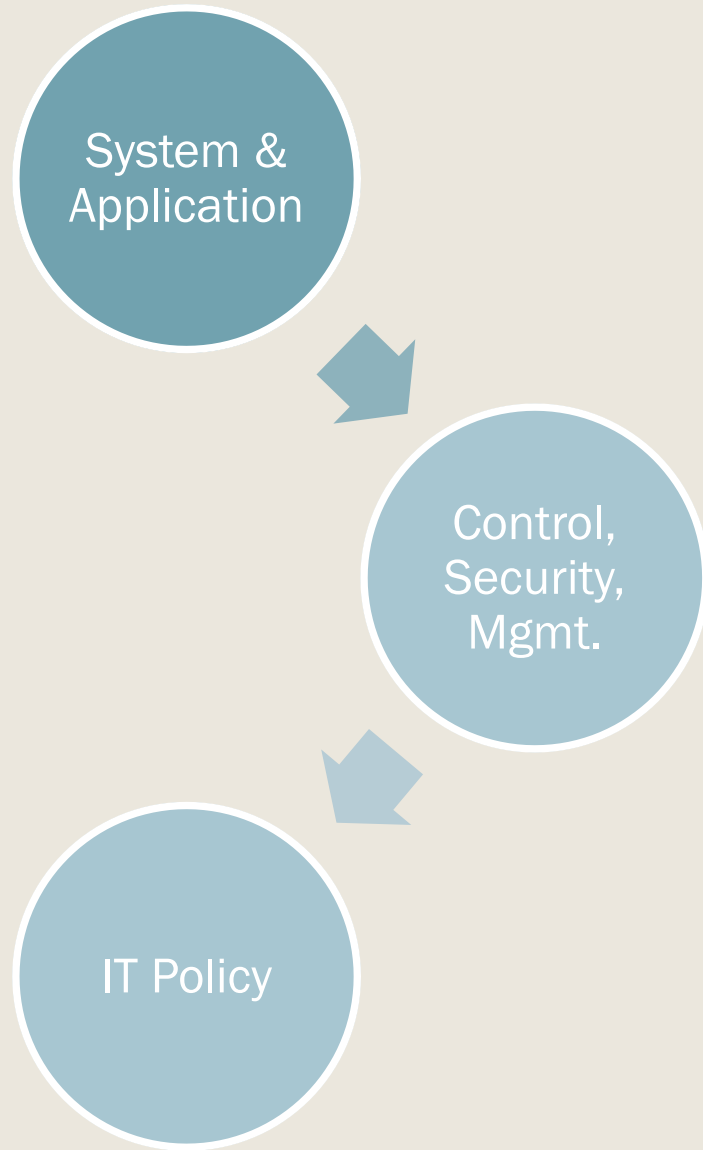 System &
Application
Control,
Security,
Mgmt.
IT Policy